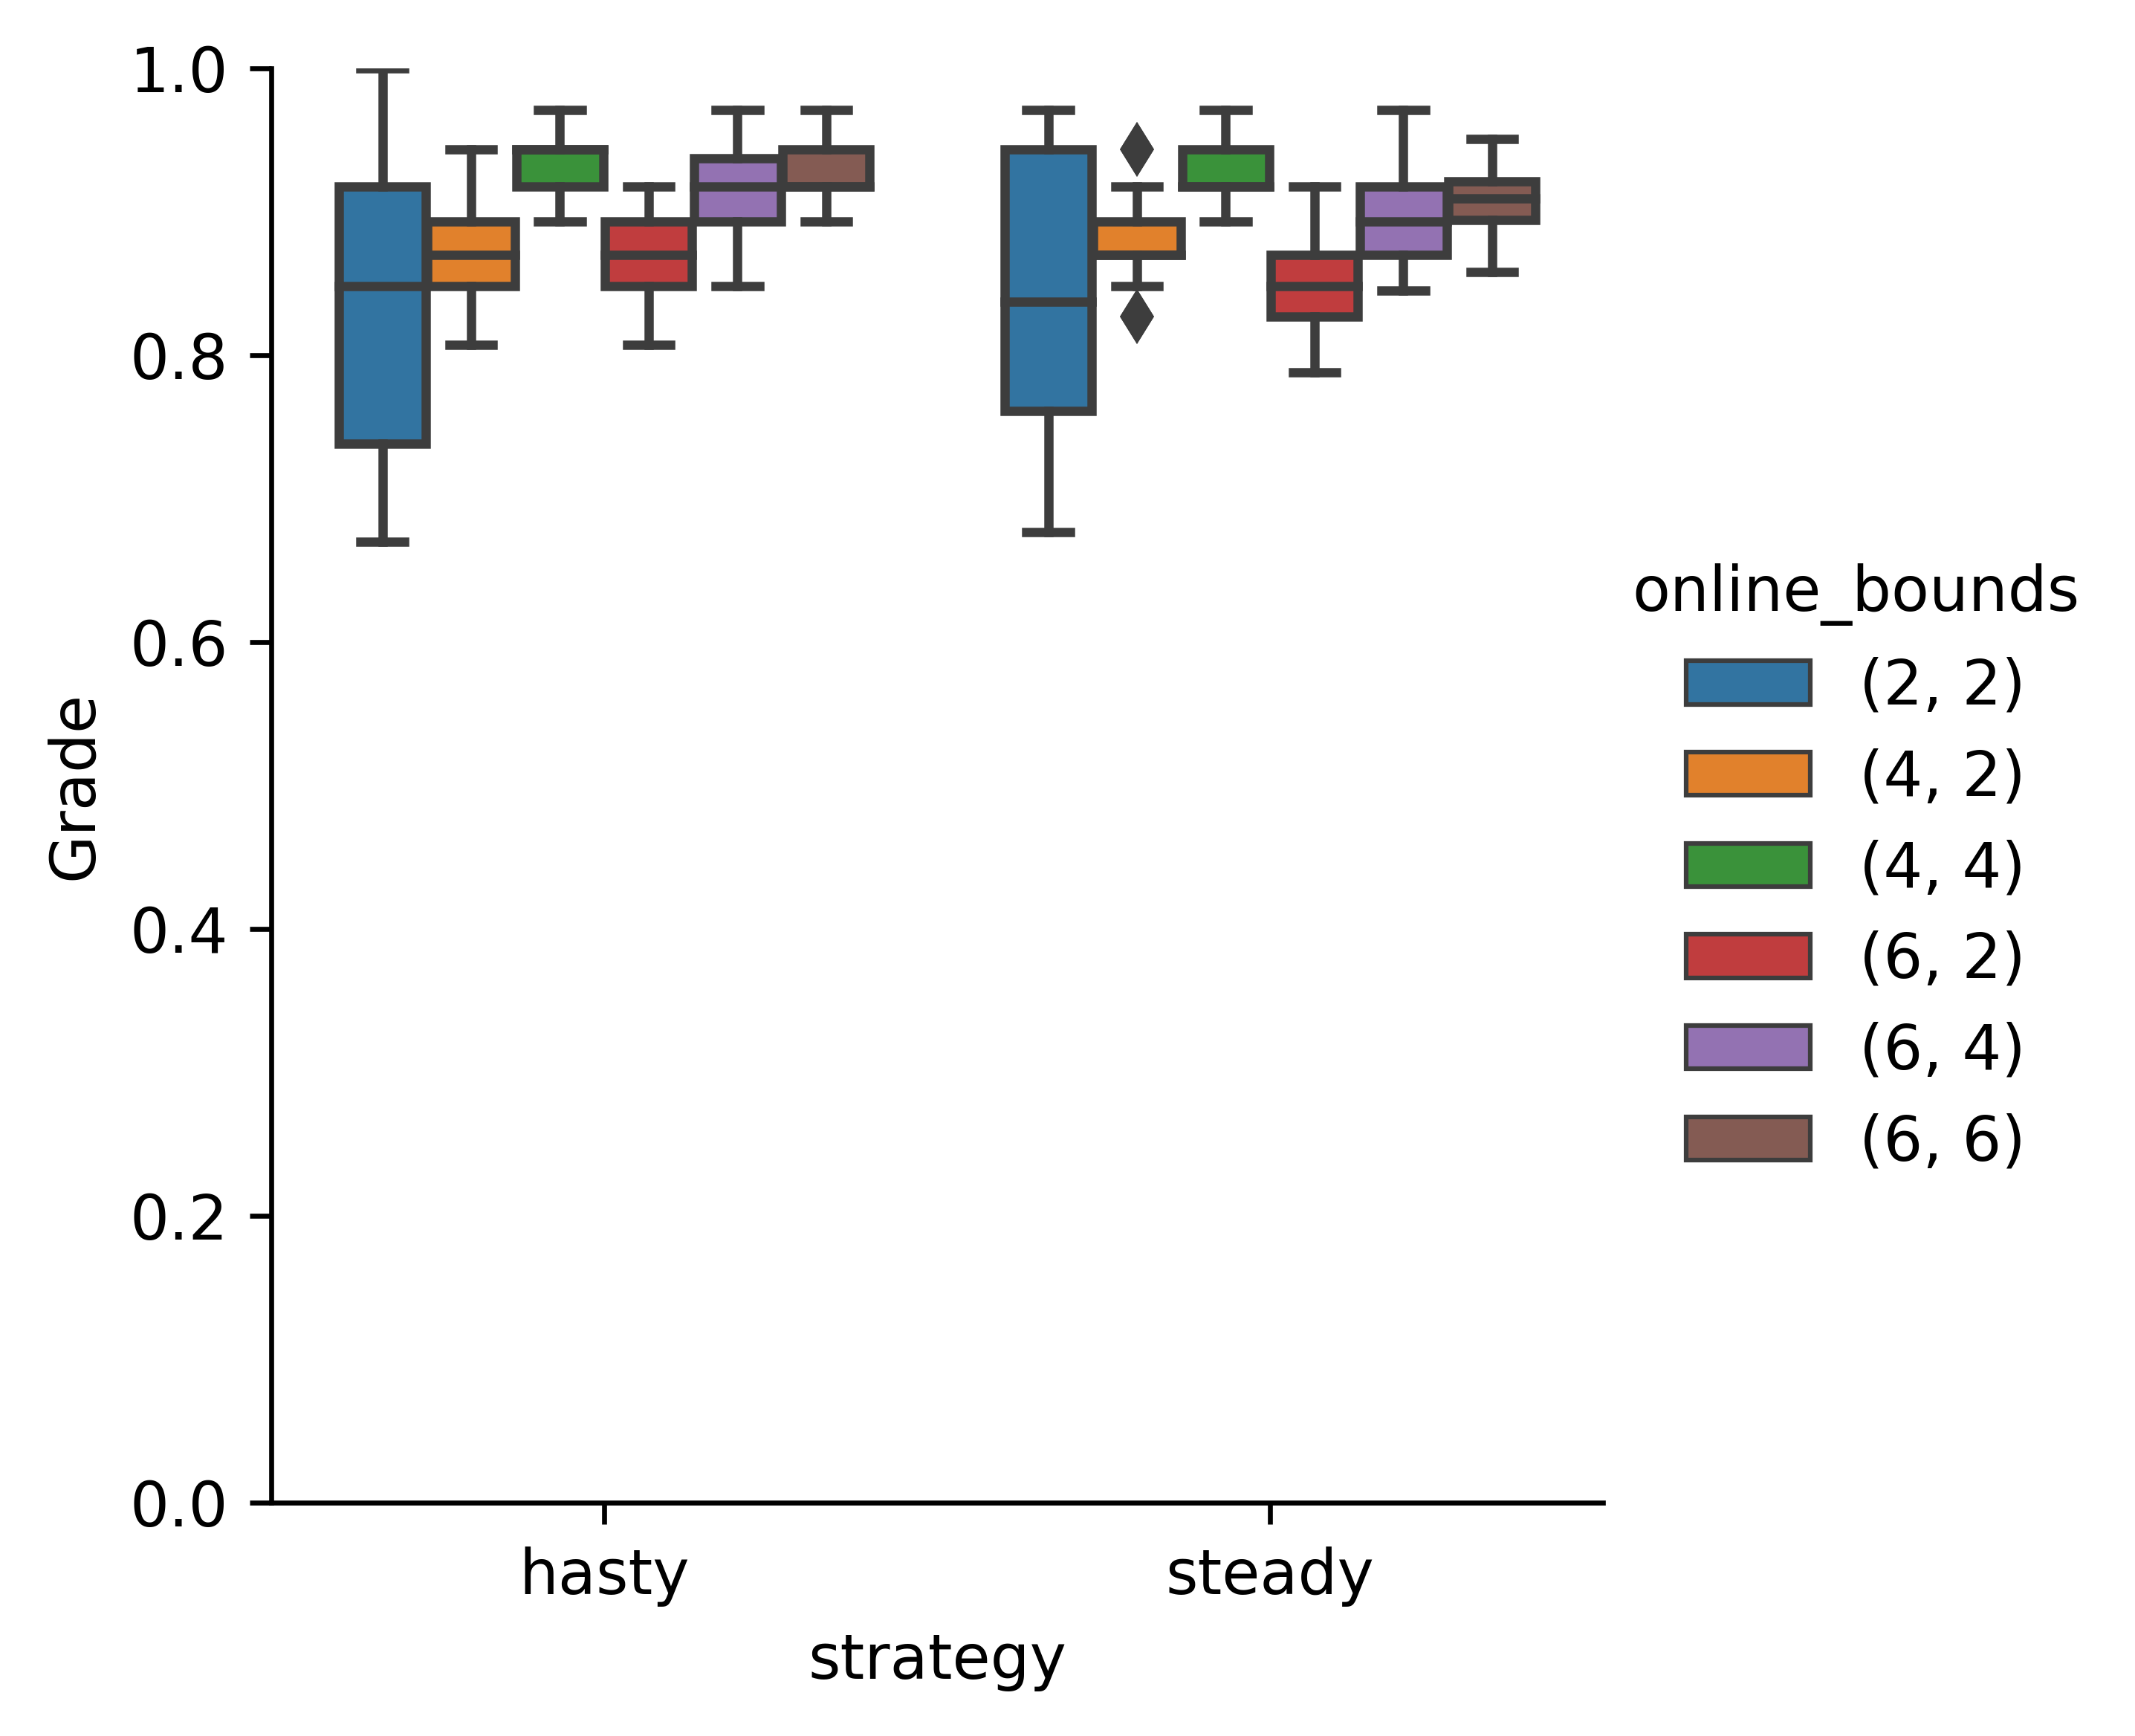 1.0
0.8
0.6
0.4
0.2
0.0
Grade
hasty
steady
strategy
online_bounds
(2, 2)
(4, 2)
(4, 4)
(6, 2)
(6, 4)
(6, 6)